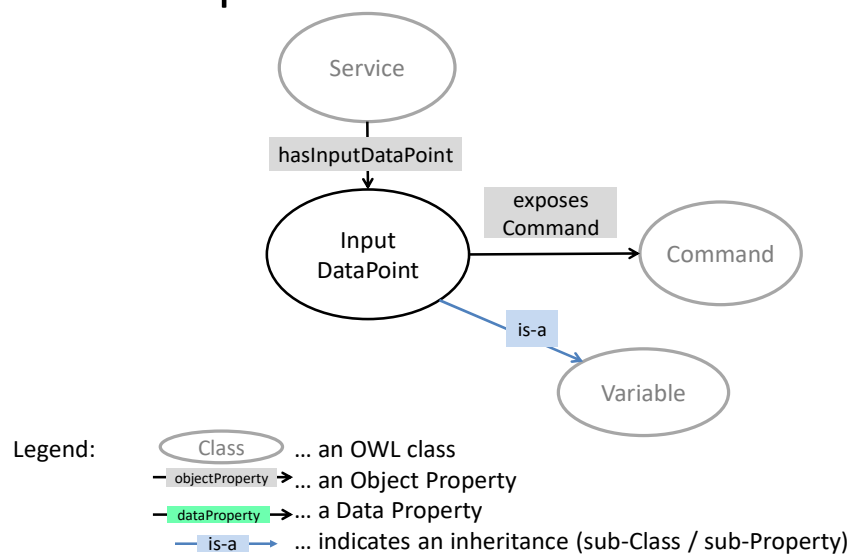 Service
hasInputDataPoint
exposes
Command
Input
DataPoint
Command
is-a
Variable
Legend:
Class ... an OWL class
objectProperty ... an Object Property
dataProperty ... a Data Property
is-a ... indicates an inheritance (sub-Class / sub-Property)